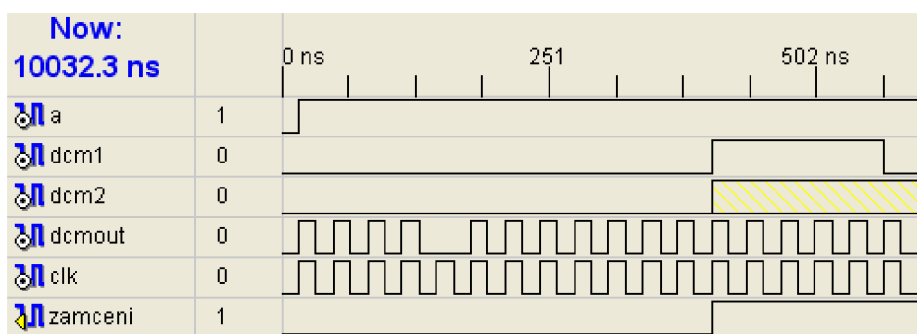 Now:
10032.3 ns
0 ns 251 502 ns
a 1
dcm1 0
dcm2 0
dcmout 0
clk 0
zamceni 1